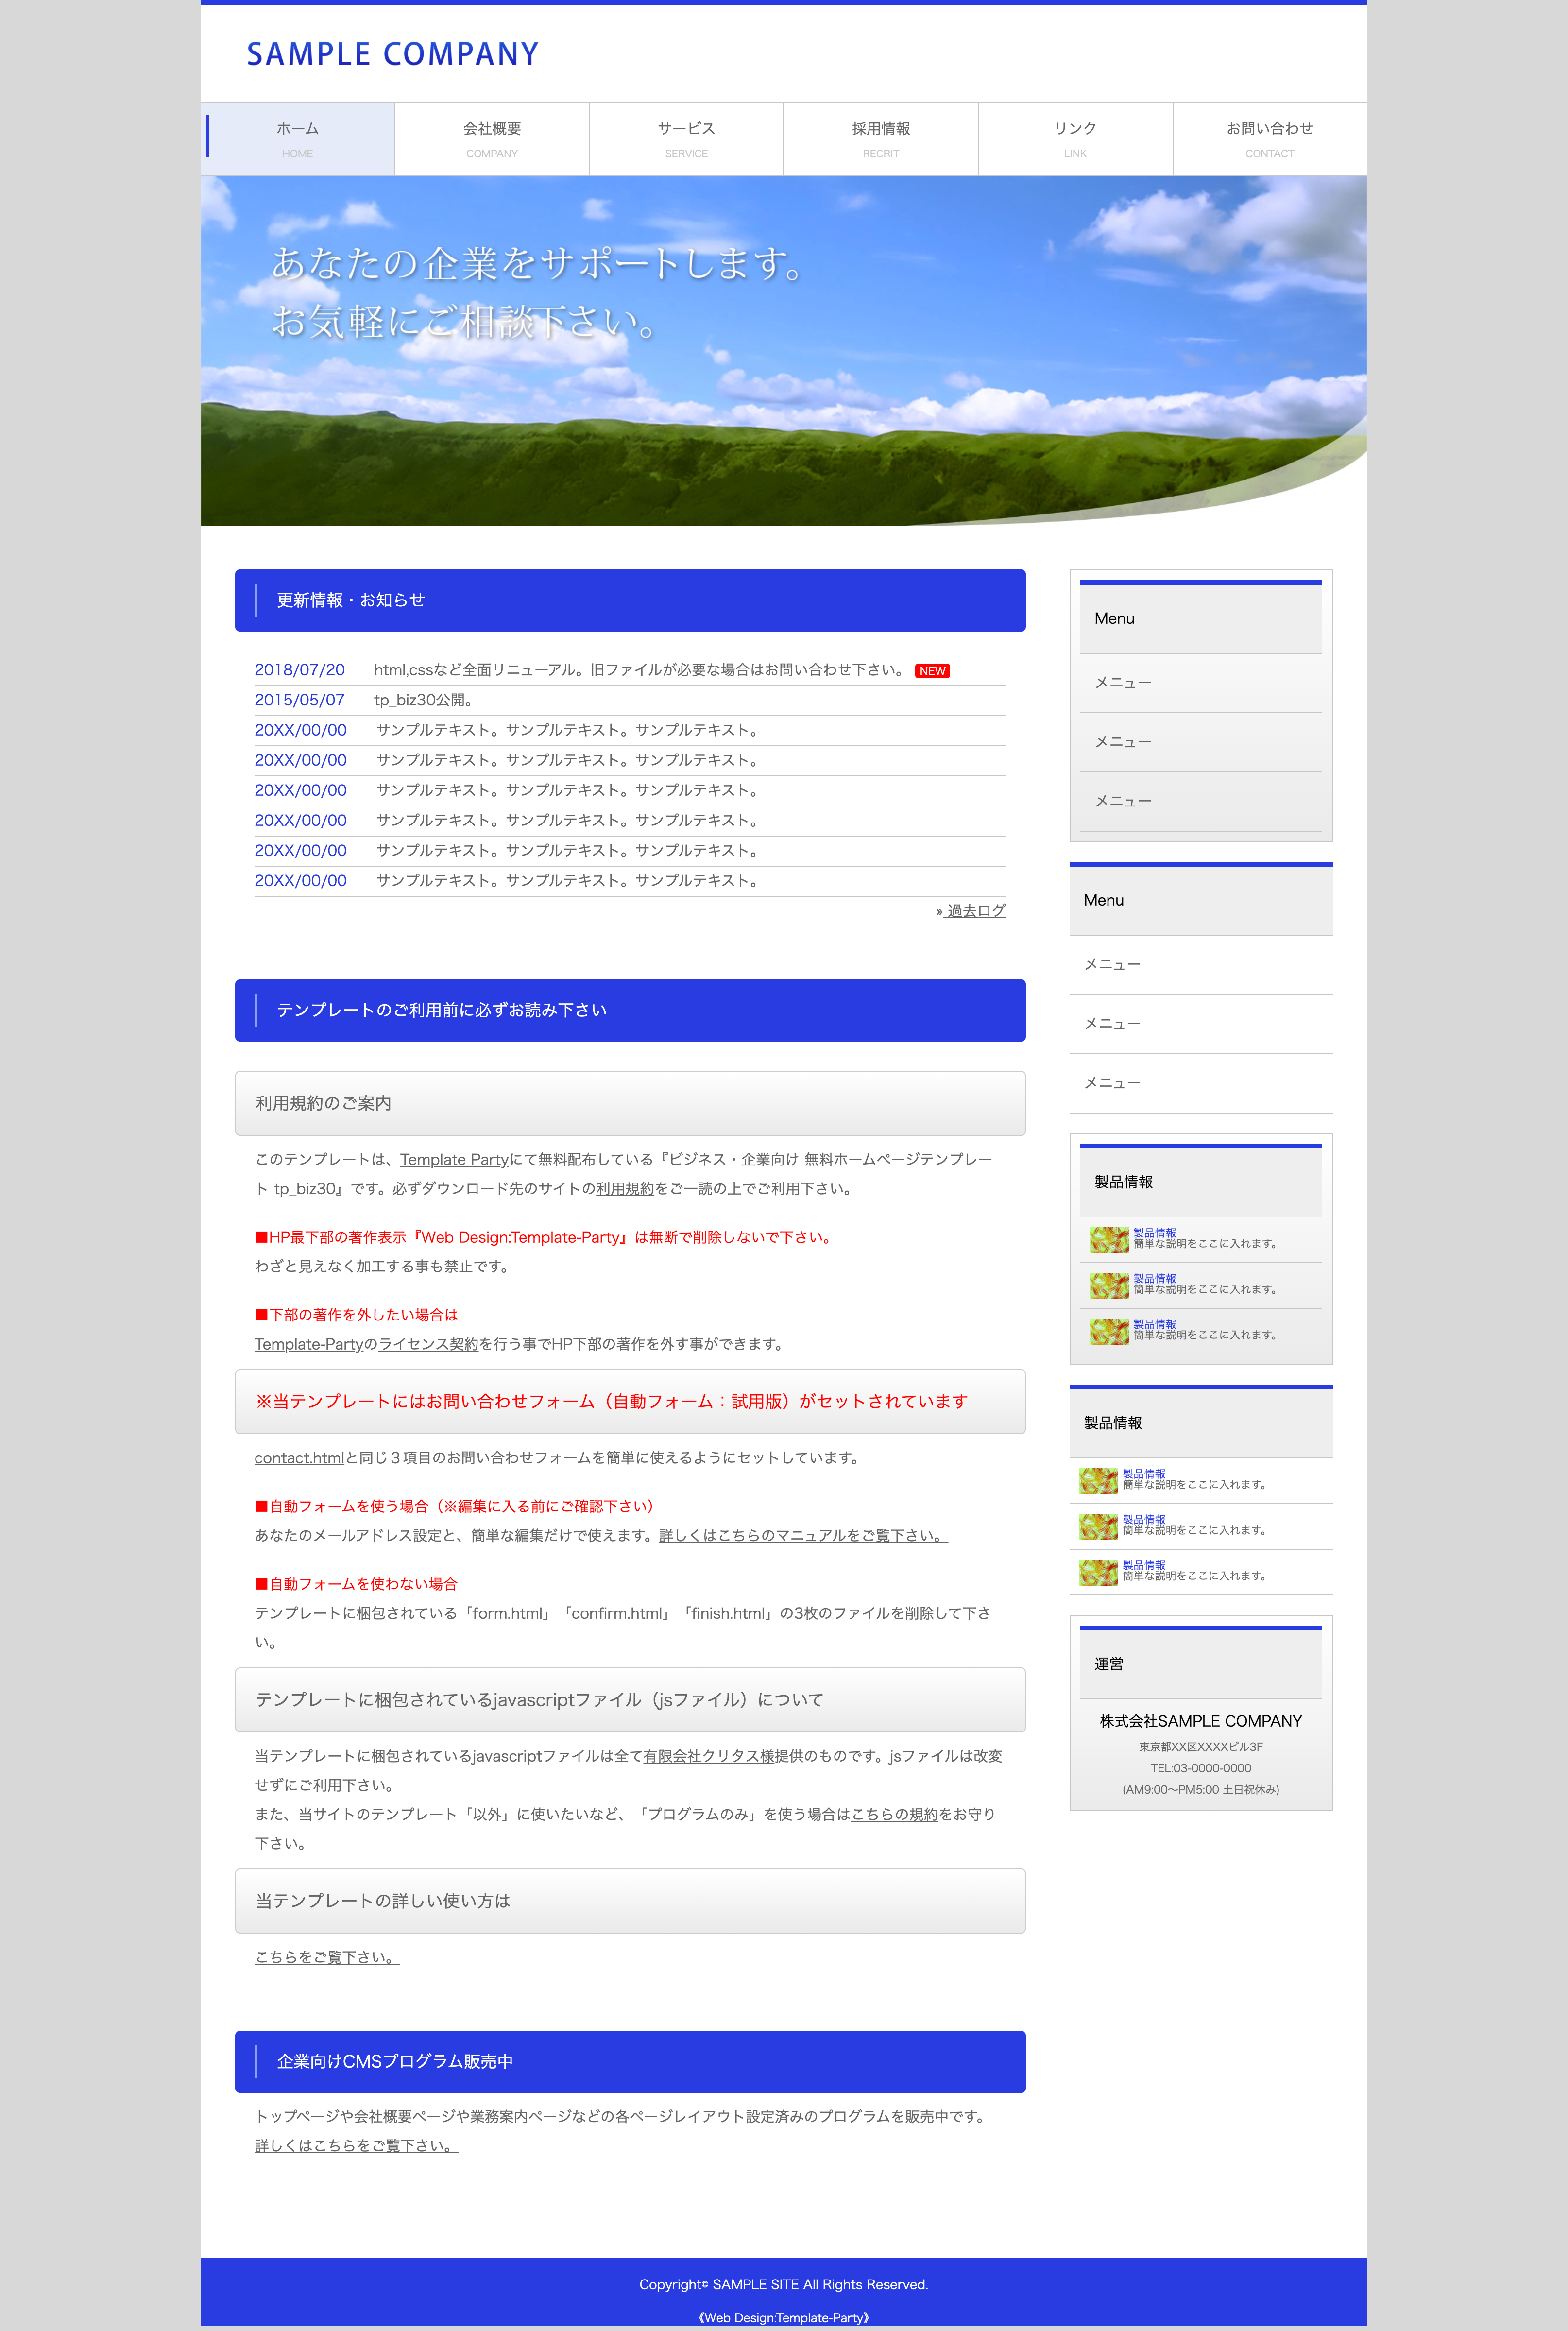 SAMPLE COMPANY
ホーム
HOME
会社概要
COMPANY
サービス
SERVICE
採用情報
RECRIT
リンク
LINK
お問い合わせ
CONTACT
あなたの企業をサポートします。
お気軽にご相談下さい。
更新情報・お知らせ
2018/07/20 html,cssなど全面リニューアル。旧ファイルが必要な場合はお問い合わせ下さい。 NEW
2015/05/07 tp_biz30公開。
20XX/00/00 サンプルテキスト。サンプルテキスト。サンプルテキスト。
20XX/00/00 サンプルテキスト。サンプルテキスト。サンプルテキスト。
20XX/00/00 サンプルテキスト。サンプルテキスト。サンプルテキスト。
20XX/00/00 サンプルテキスト。サンプルテキスト。サンプルテキスト。
20XX/00/00 サンプルテキスト。サンプルテキスト。サンプルテキスト。
20XX/00/00 サンプルテキスト。サンプルテキスト。サンプルテキスト。
» 過去ログ
テンプレートのご利用前に必ずお読み下さい
利用規約のご案内
このテンプレートは、Template Partyにて無料配布している『ビジネス・企業向け 無料ホームページテンプレー
ト tp_biz30』です。必ずダウンロード先のサイトの利用規約をご一読の上でご利用下さい。
■HP最下部の著作表示『Web Design:Template-Party』は無断で削除しないで下さい。
わざと見えなく加工する事も禁止です。
■下部の著作を外したい場合は
Template-Partyのライセンス契約を行う事でHP下部の著作を外す事ができます。
※当テンプレートにはお問い合わせフォーム（自動フォーム：試用版）がセットされています
contact.htmlと同じ３項目のお問い合わせフォームを簡単に使えるようにセットしています。
■自動フォームを使う場合（※編集に入る前にご確認下さい）
あなたのメールアドレス設定と、簡単な編集だけで使えます。詳しくはこちらのマニュアルをご覧下さい。
■自動フォームを使わない場合
テンプレートに梱包されている「form.html」「confirm.html」「finish.html」の3枚のファイルを削除して下さ
い。
テンプレートに梱包されているjavascriptファイル（jsファイル）について
当テンプレートに梱包されているjavascriptファイルは全て有限会社クリタス様提供のものです。jsファイルは改変
せずにご利用下さい。
また、当サイトのテンプレート「以外」に使いたいなど、「プログラムのみ」を使う場合はこちらの規約をお守り
下さい。
当テンプレートの詳しい使い方は
こちらをご覧下さい。
企業向けCMSプログラム販売中
トップページや会社概要ページや業務案内ページなどの各ページレイアウト設定済みのプログラムを販売中です。
詳しくはこちらをご覧下さい。
Menu
メニュー
メニュー
メニュー
Menu
メニュー
メニュー
メニュー
製品情報
製品情報
簡単な説明をここに入れます。
製品情報
簡単な説明をここに入れます。
製品情報
簡単な説明をここに入れます。
製品情報
製品情報
簡単な説明をここに入れます。
製品情報
簡単な説明をここに入れます。
製品情報
簡単な説明をここに入れます。
運営
株式会社SAMPLE COMPANY
東京都XX区XXXXビル3F
TEL:03-0000-0000
(AM9:00〜PM5:00 土日祝休み)
Copyright© SAMPLE SITE All Rights Reserved.
《Web Design:Template-Party》